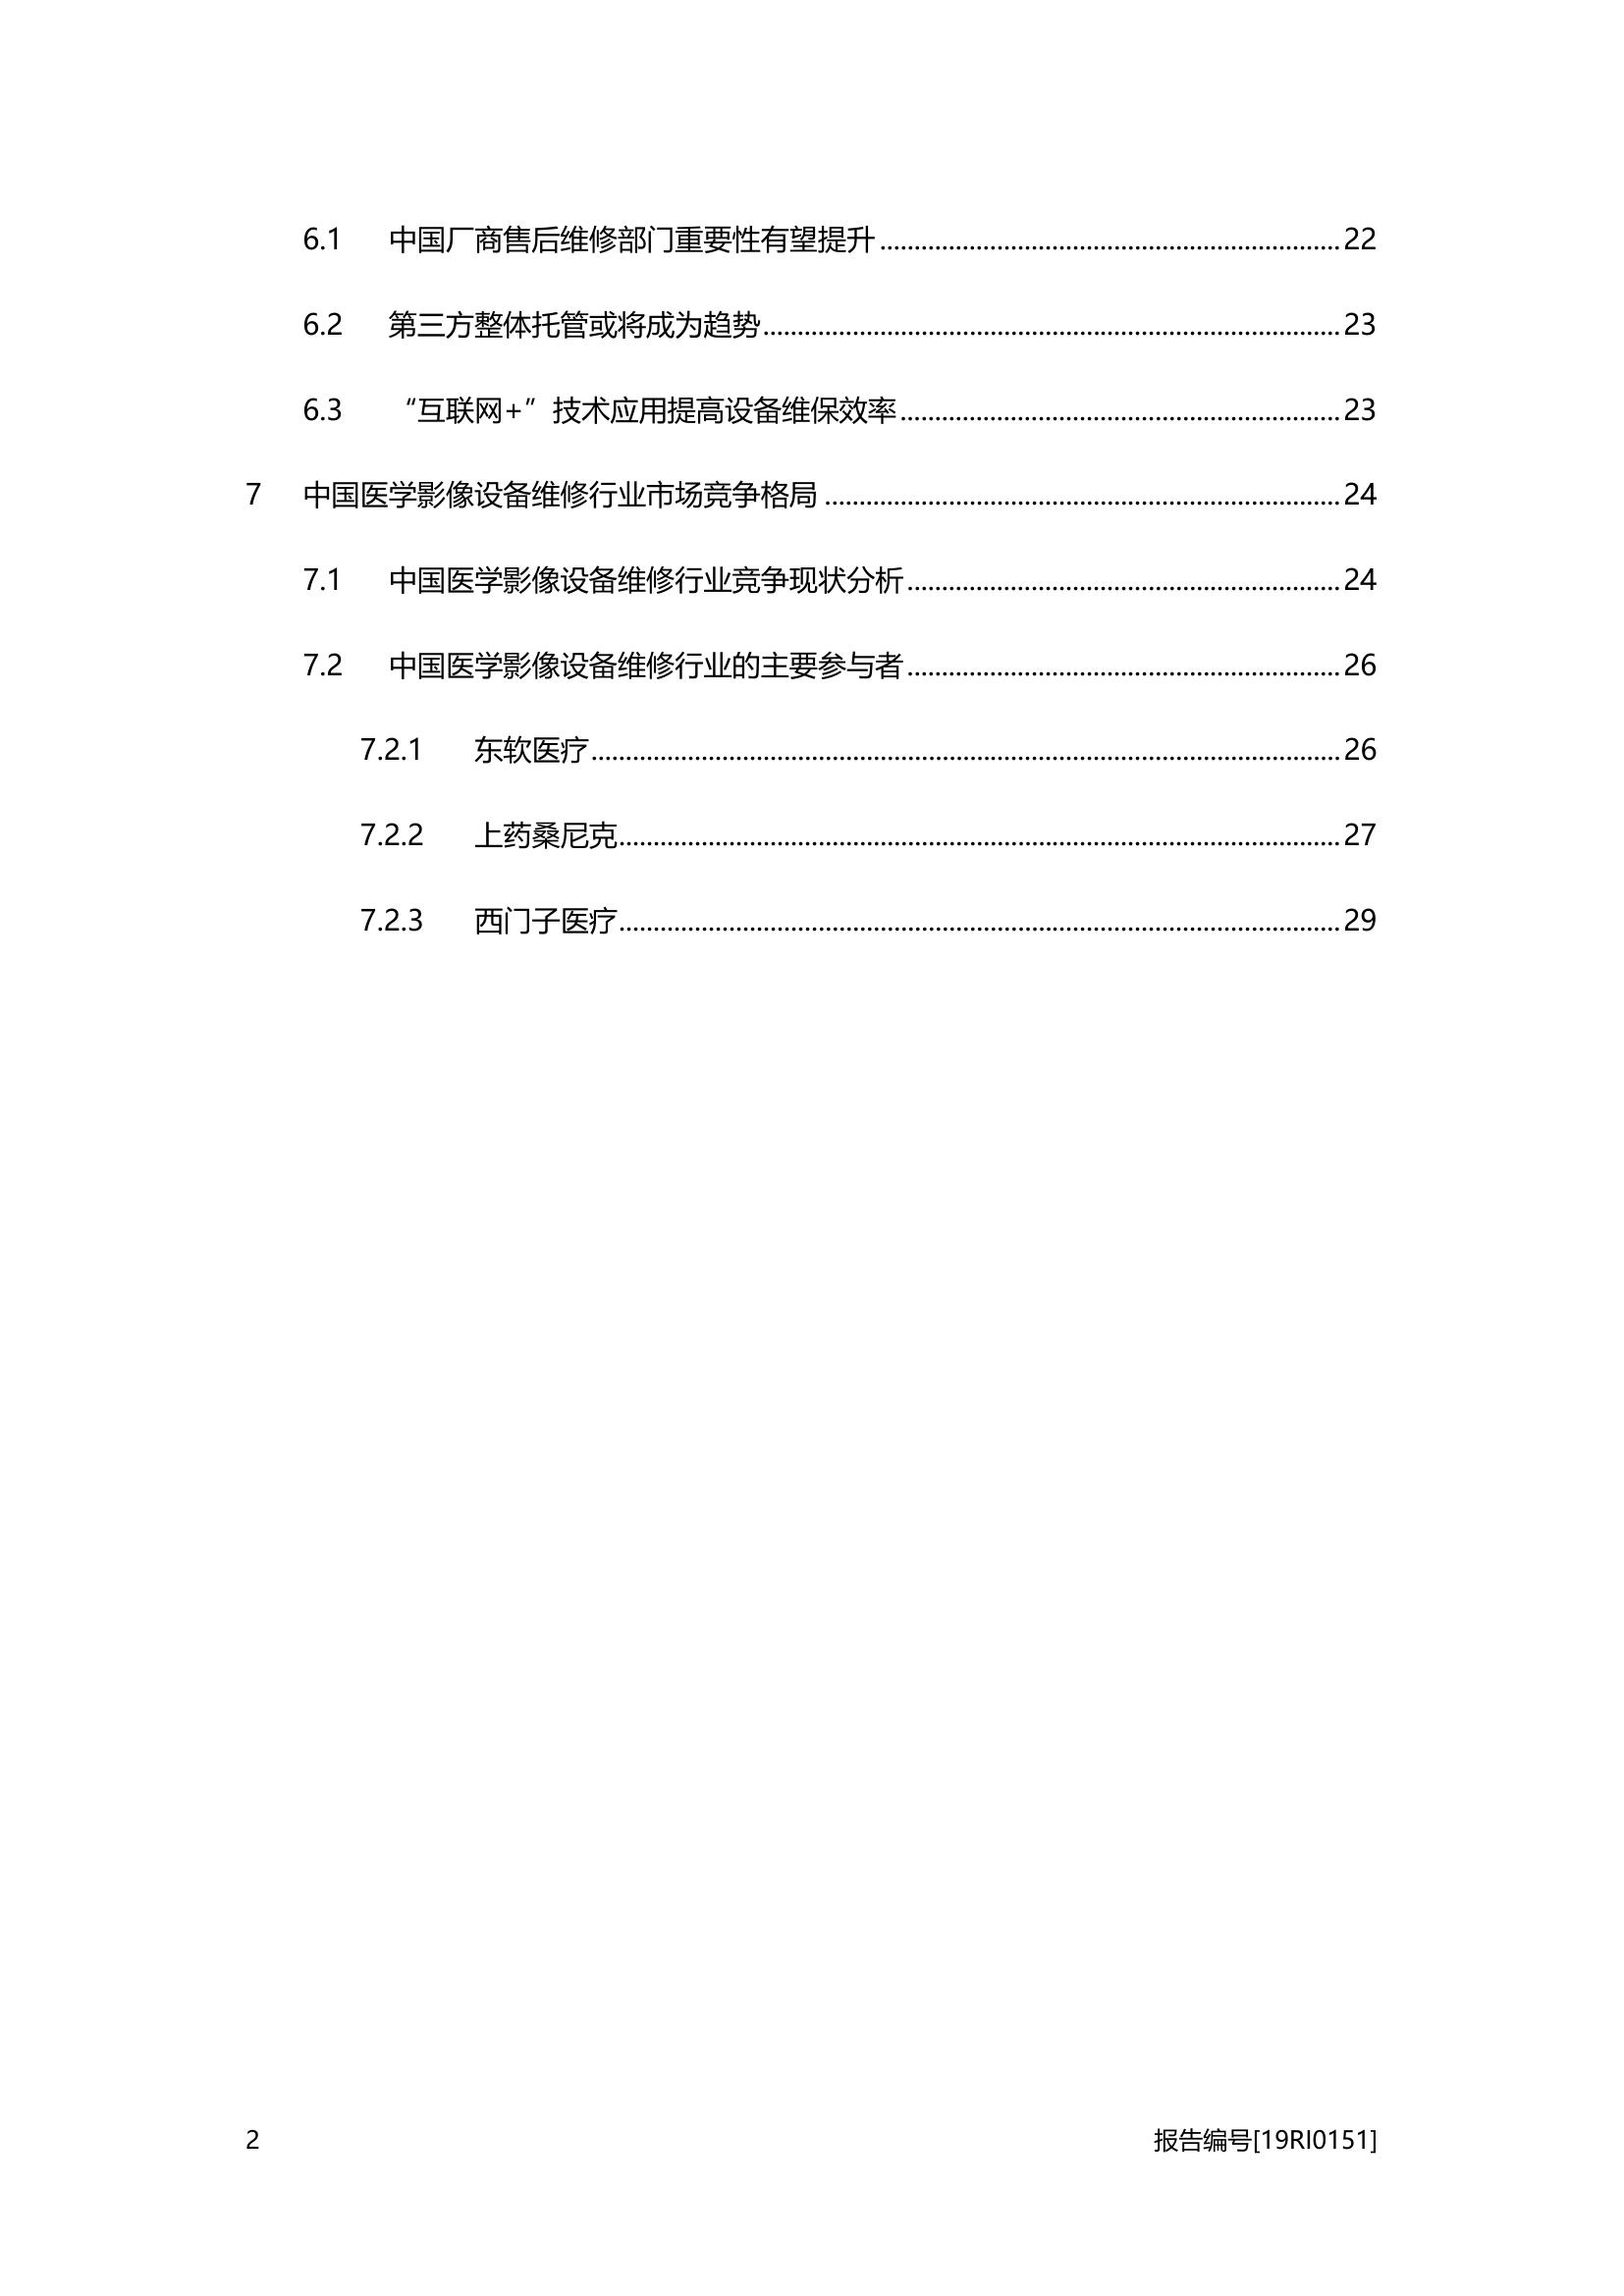 6.1 中国厂商售后维修部门重要性有望提升 ........ 22
6.2 第三方整体托管或将成为趋势 ........ 23
6.3 “互联网+”技术应用提高设备维保效率 ........ 23
7 中国医学影像设备维修行业市场竞争格局 ........ 24
7.1 中国医学影像设备维修行业竞争现状分析 ........ 24
7.2 中国医学影像设备维修行业的主要参与者 ........ 26
7.2.1 东软医疗 ........ 26
7.2.2 上药桑尼克 ........ 27
7.2.3 西门子医疗 ........ 29
2 报告编号[19RI0151]